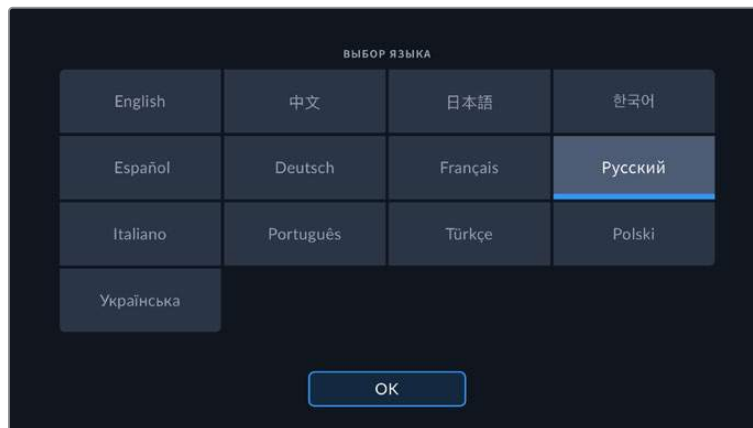 ВЫБОР ЯЗЫКА
English 中文 日本語 한국어
Español Deutsch Français Русский
Italiano Português Türkçe Polski
Українська
OK